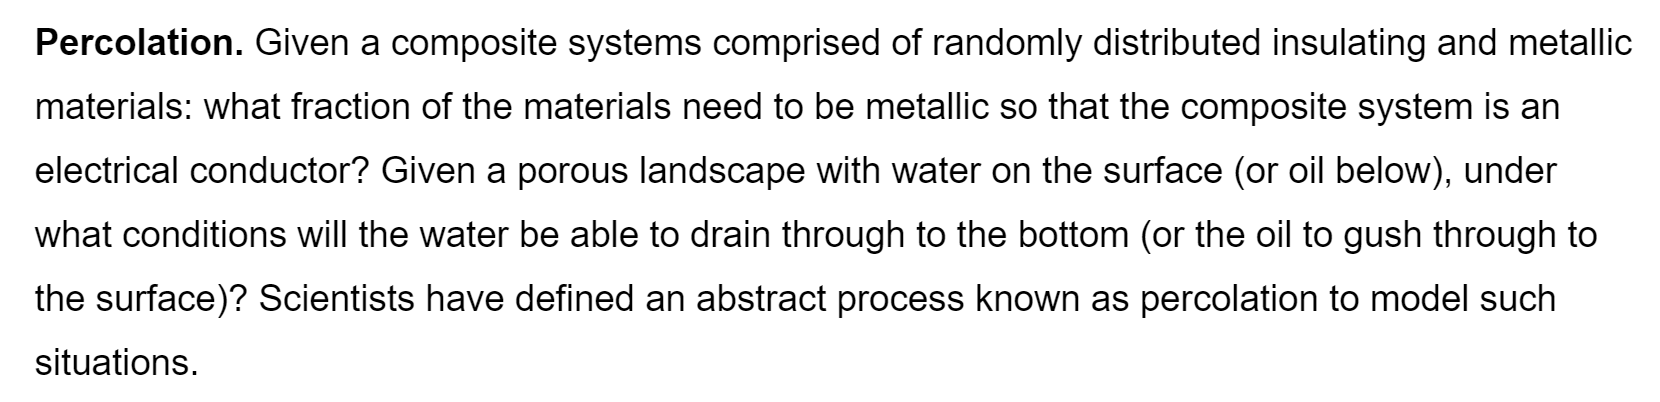 Percolation. Given a composite systems comprised of randomly distributed insulating and metallic
materials: what fraction of the materials need to be metallic so that the composite system is an
electrical conductor? Given a porous landscape with water on the surface (or oil below), under
what conditions will the water be able to drain through to the bottom (or the oil to gush through to
the surface)? Scientists have defined an abstract process known as percolation to model such
situations.